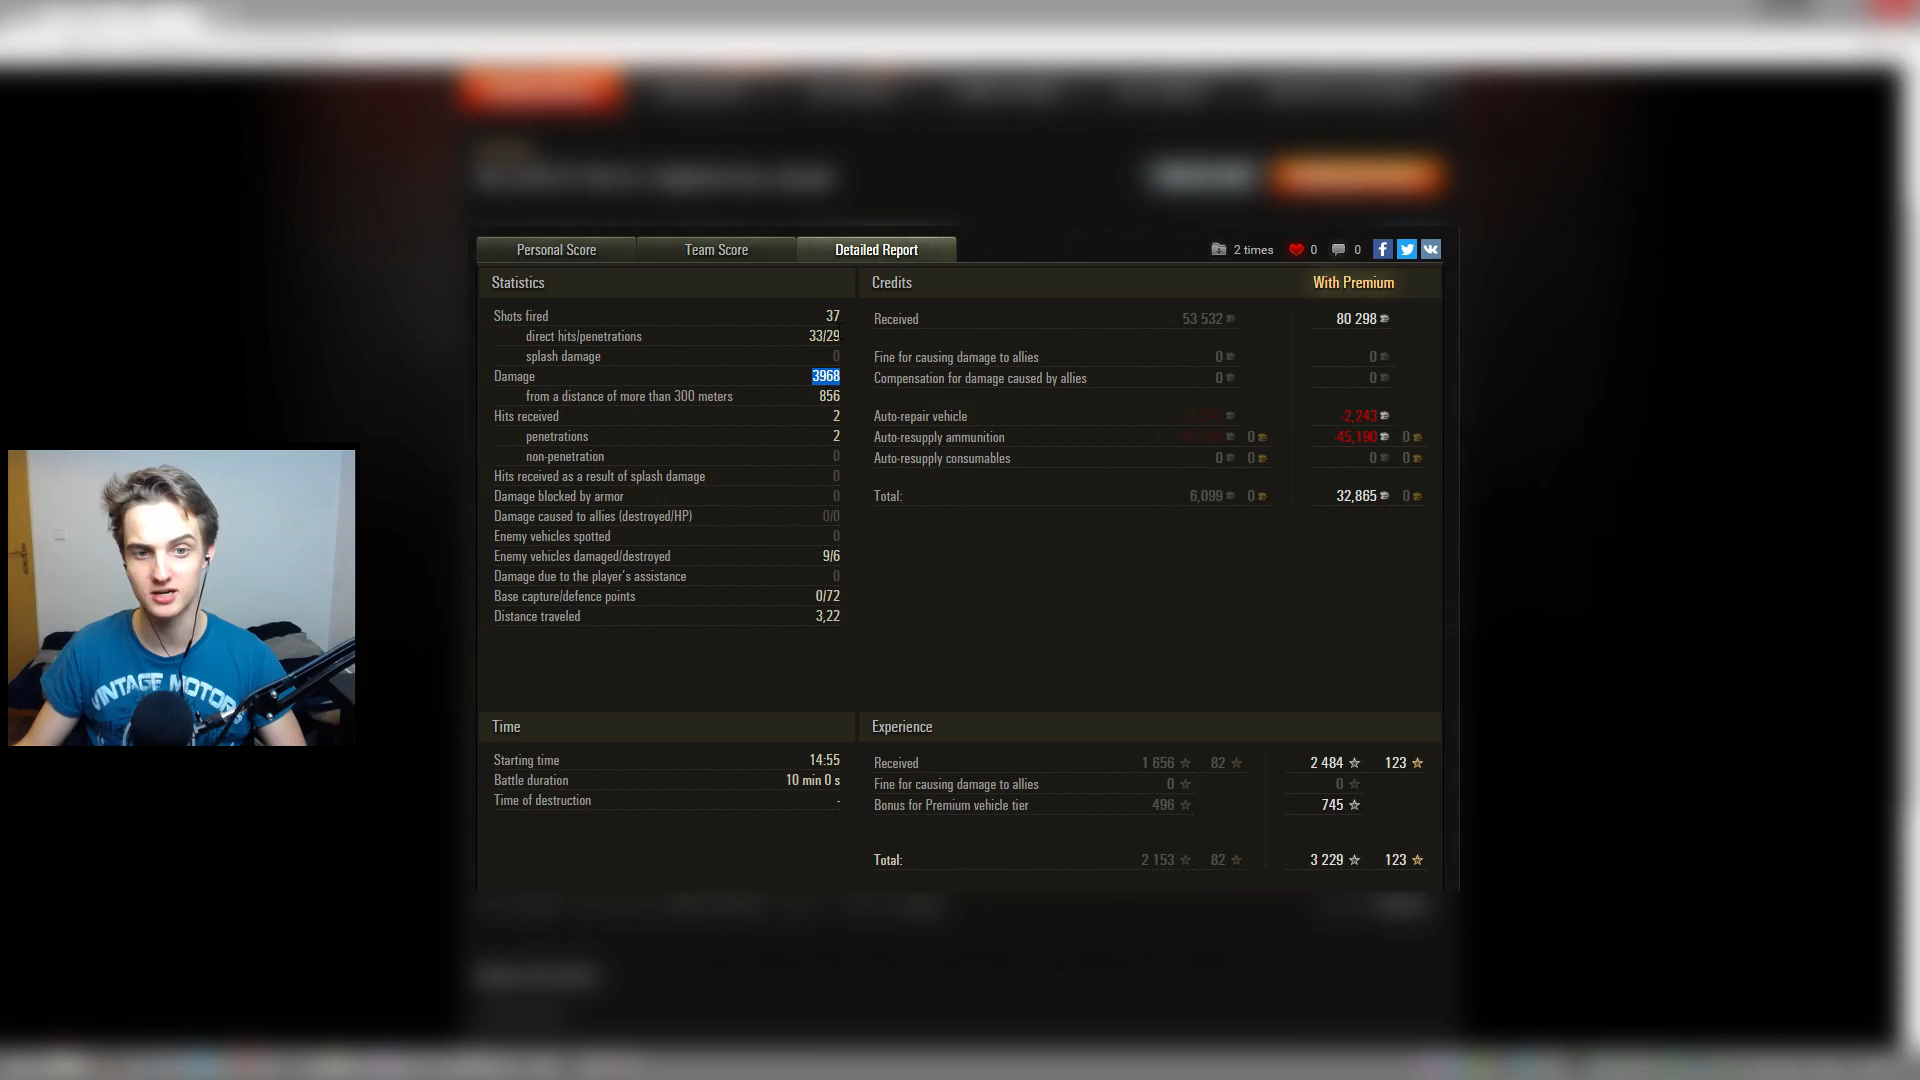 Personal Score Team Score Detailed Report 2 times 0 0
Statistics
Shots fired 37
direct hits/penetrations 33/29
splash damage 0
Damage 3968
from a distance of more than 300 meters 856
Hits received 2
penetrations 2
non-penetration 0
Hits received as a result of splash damage 0
Damage blocked by armor 0
Damage caused to allies (destroyed/HP) 0/0
Enemy vehicles spotted 0
Enemy vehicles damaged/destroyed 9/6
Damage due to the player's assistance 0
Base capture/defence points 0/72
Distance traveled 3,22
Credits With Premium
Received 53 532 80 298
Fine for causing damage to allies 0 0
Compensation for damage caused by allies 0 0
Auto-repair vehicle -2,243
Auto-resupply ammunition 0 -45,190 0
Auto-resupply consumables 0 0 0 0
Total: 6,099 0 32,865 0
Time
Starting time 14:55
Battle duration 10 min 0 s
Time of destruction -
Experience
Received 1 656 82 2 484 123
Fine for causing damage to allies 0 0
Bonus for Premium vehicle tier 496 745
Total: 2 153 82 3 229 123
VINTAGE MOTORS